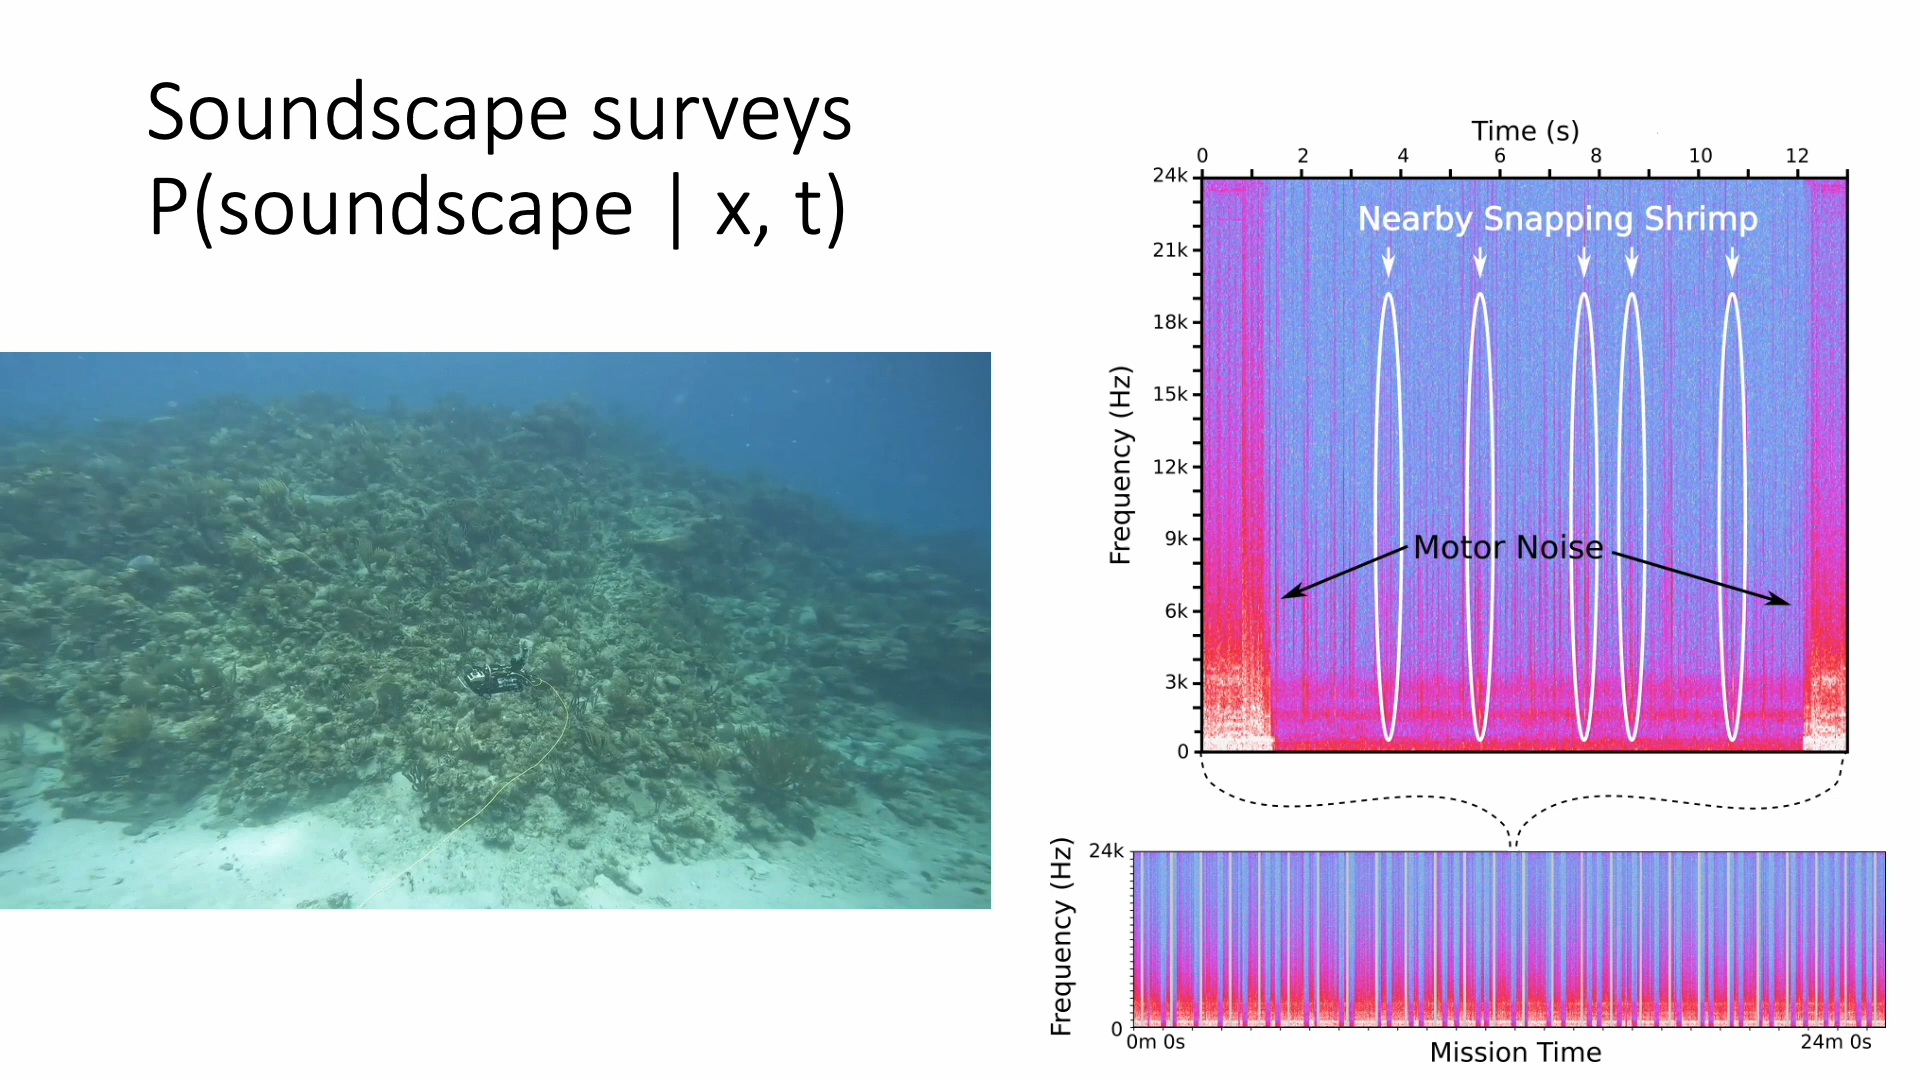 Soundscape surveys
P(soundscape | x, t)
Time (s)
0 2 4 6 8 10 12
24k
Nearby Snapping Shrimp
21k
18k
15k
12k
9k
Motor Noise
6k
3k
0
Frequency (Hz)
24k
0
Frequency (Hz)
0m 0s
24m 0s
Mission Time